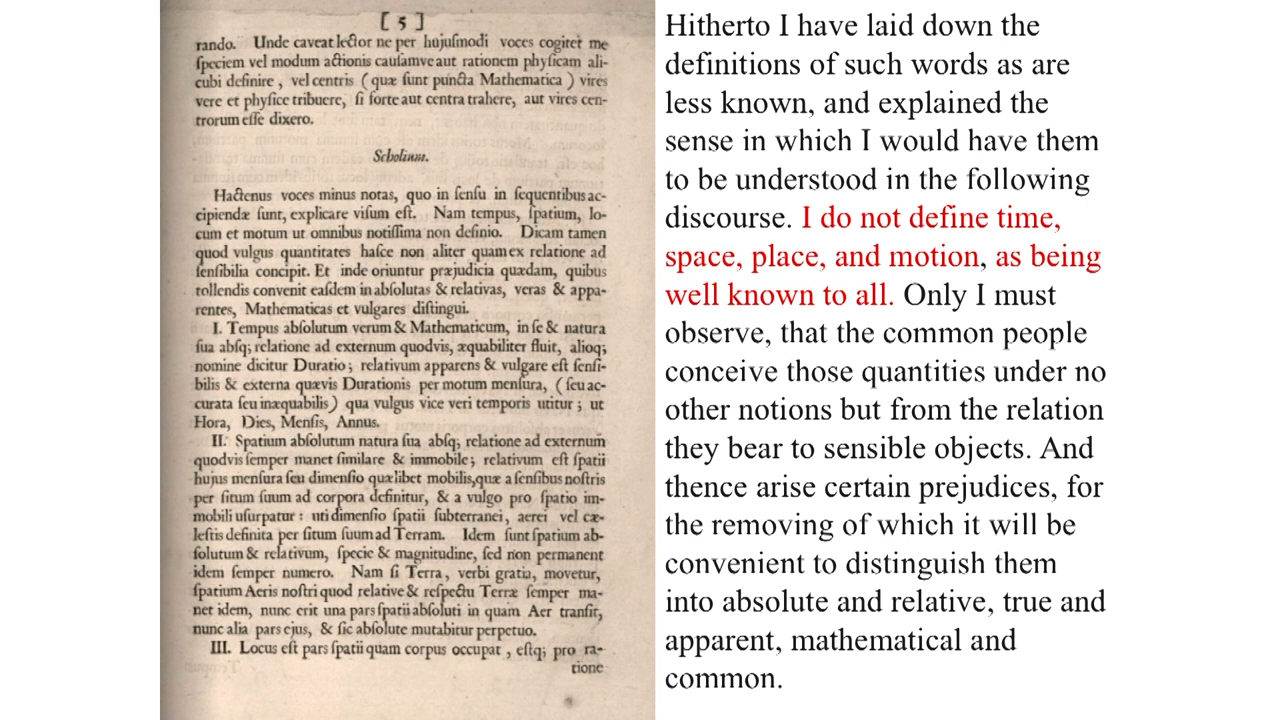 [ 5 ]
rando. Unde caveat lector ne per hujuſmodi voces cogitet me
ſpeciem vel modum actionis cauſamve aut rationem phyſicam ali-
cubi definire, vel centris ( quæ ſunt puncta Mathematica ) vires
vere et phyſice tribuere, ſi forte aut centra trahere, aut vires cen-
trorum eſſe dixero.
Scholium.
Hactenus voces minus notas, quo in ſenſu in ſequentibus ac-
cipiendæ ſunt, explicare viſum eſt. Nam tempus, ſpatium, lo-
cum et motum ut omnibus notiſſima non definio. Dicam tamen
quod vulgus quantitates haſce non aliter quam ex relatione ad
ſenſibilia concipit. Et inde oriuntur præjudicia quædam, quibus
tollendis convenit eaſdem in abſolutas & relativas, veras & appa-
rentes, Mathematicas et vulgares diſtingui.
I. Tempus abſolutum verum & Mathematicum, in ſe & natura
ſua abſq; relatione ad externum quodvis, æquabiliter fluit, alioq;
nomine dicitur Duratio; relativum apparens & vulgare eſt ſenſi-
bilis & externa quævis Durationis per motum menſura, ( ſeu ac-
curata ſeu inæquabilis ) qua vulgus vice veri temporis utitur; ut
Hora, Dies, Menſis, Annus.
II. Spatium abſolutum natura ſua abſq; relatione ad externum
quodvis ſemper manet ſimilare & immobile; relativum eſt ſpatii
hujus menſura ſeu dimenſio quælibet mobilis, quæ a ſenſibus noſtris
per ſitum ſuum ad corpora definitur, & a vulgo pro ſpatio im-
mobili uſurpatur: uti dimenſio ſpatii ſubterranei, aerei vel cæ-
leſtis definita per ſitum ſuum ad Terram. Idem ſunt ſpatium ab-
ſolutum & relativum, ſpecie & magnitudine, ſed non permanent
idem ſemper numero. Nam ſi Terra, verbi gratia, movetur,
ſpatium Aeris noſtri quod relative & reſpectu Terræ ſemper ma-
net idem, nunc erit una pars ſpatii abſoluti in quam Aer tranſit,
nunc alia pars ejus, & ſic abſolute mutabitur perpetuo.
III. Locus eſt pars ſpatii quam corpus occupat, eſtq; pro ra-
tione
Hitherto I have laid down the
definitions of such words as are
less known, and explained the
sense in which I would have them
to be understood in the following
discourse. I do not define time,
space, place, and motion, as being
well known to all. Only I must
observe, that the common people
conceive those quantities under no
other notions but from the relation
they bear to sensible objects. And
thence arise certain prejudices, for
the removing of which it will be
convenient to distinguish them
into absolute and relative, true and
apparent, mathematical and
common.